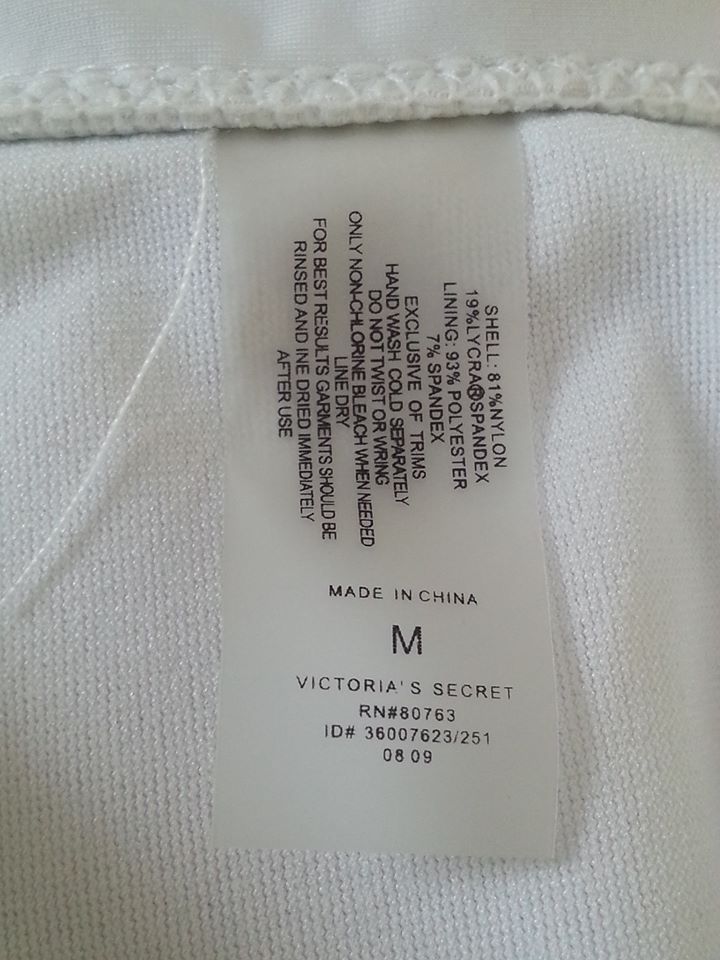 SHELL: 81%NYLON
19%LYCRA®SPANDEX
LINING: 93% POLYESTER
7% SPANDEX
EXCLUSIVE OF TRIMS
HAND WASH COLD SEPARATELY
DO NOT TWIST OR WRING
ONLY NON-CHLORINE BLEACH WHEN NEEDED
LINE DRY
FOR BEST RESULTS GARMENTS SHOULD BE
RINSED AND INE DRIED IMMEDIATELY
AFTER USE
MADE IN CHINA
M
VICTORIA'S SECRET
RN#80763
ID# 36007623/251
08 09